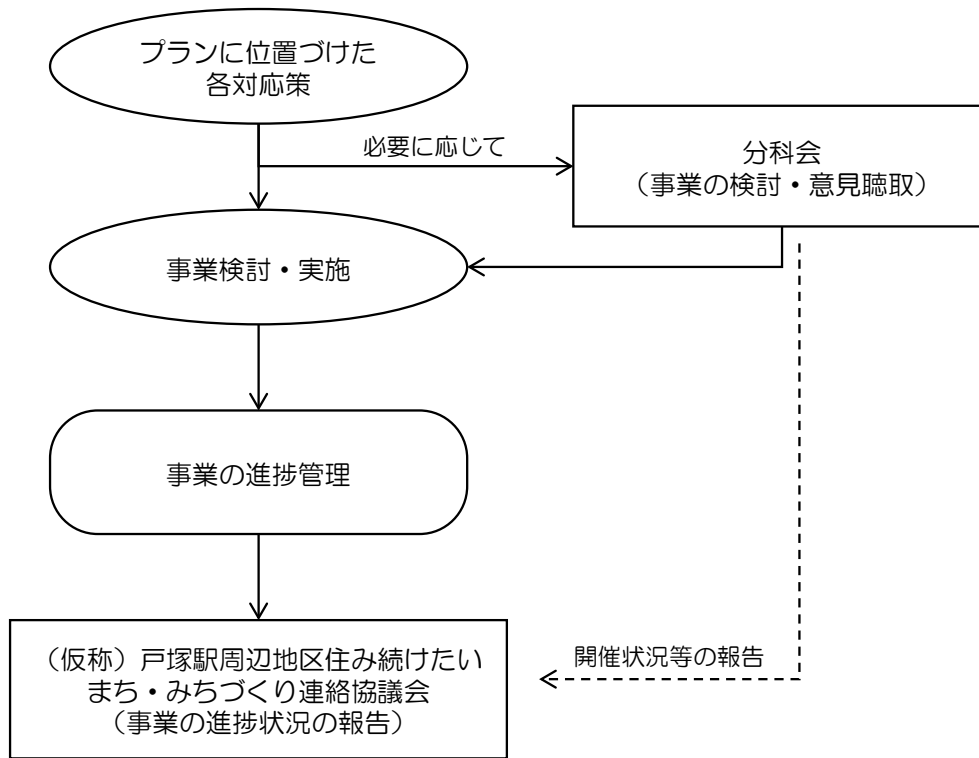 プランに位置づけた
各対応策
必要に応じて
分科会
（事業の検討・意見聴取）
事業検討・実施
事業の進捗管理
（仮称）戸塚駅周辺地区住み続けたい
まち・みちづくり連絡協議会
（事業の進捗状況の報告）
開催状況等の報告